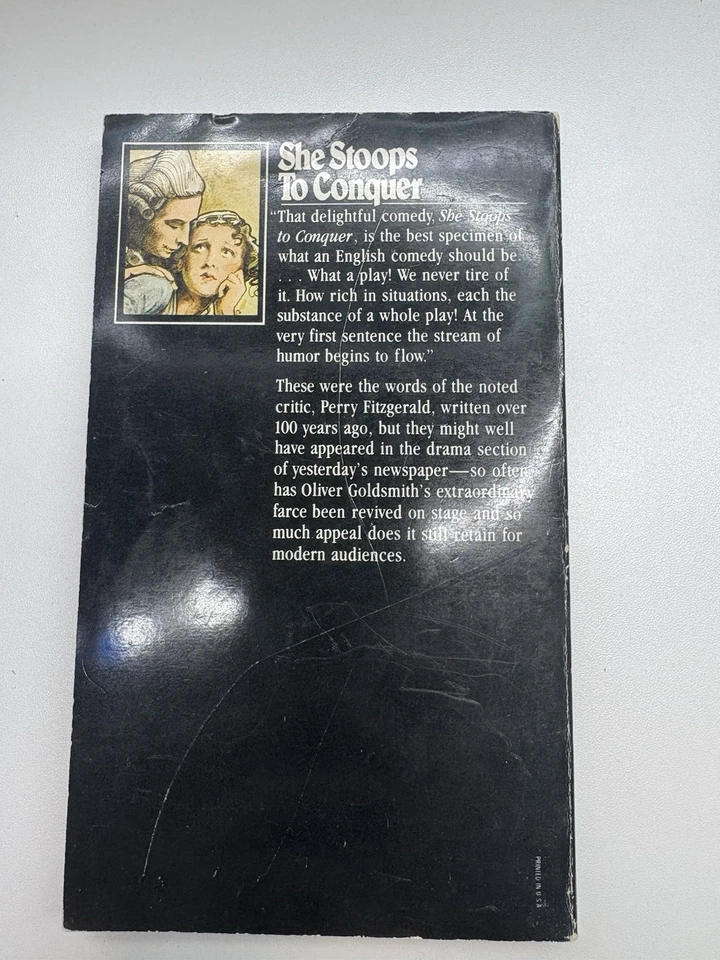 She Stoops
To Conquer
“That delightful comedy, She Stoops
to Conquer, is the best specimen of
what an English comedy should be.
. . . What a play! We never tire of
it. How rich in situations, each the
substance of a whole play! At the
very first sentence the stream of
humor begins to flow.”
These were the words of the noted
critic, Perry Fitzgerald, written over
100 years ago, but they might well
have appeared in the drama section
of yesterday’s newspaper—so often
has Oliver Goldsmith’s extraordinary
farce been revived on stage and so
much appeal does it still retain for
modern audiences.
PRINTED IN U.S.A.